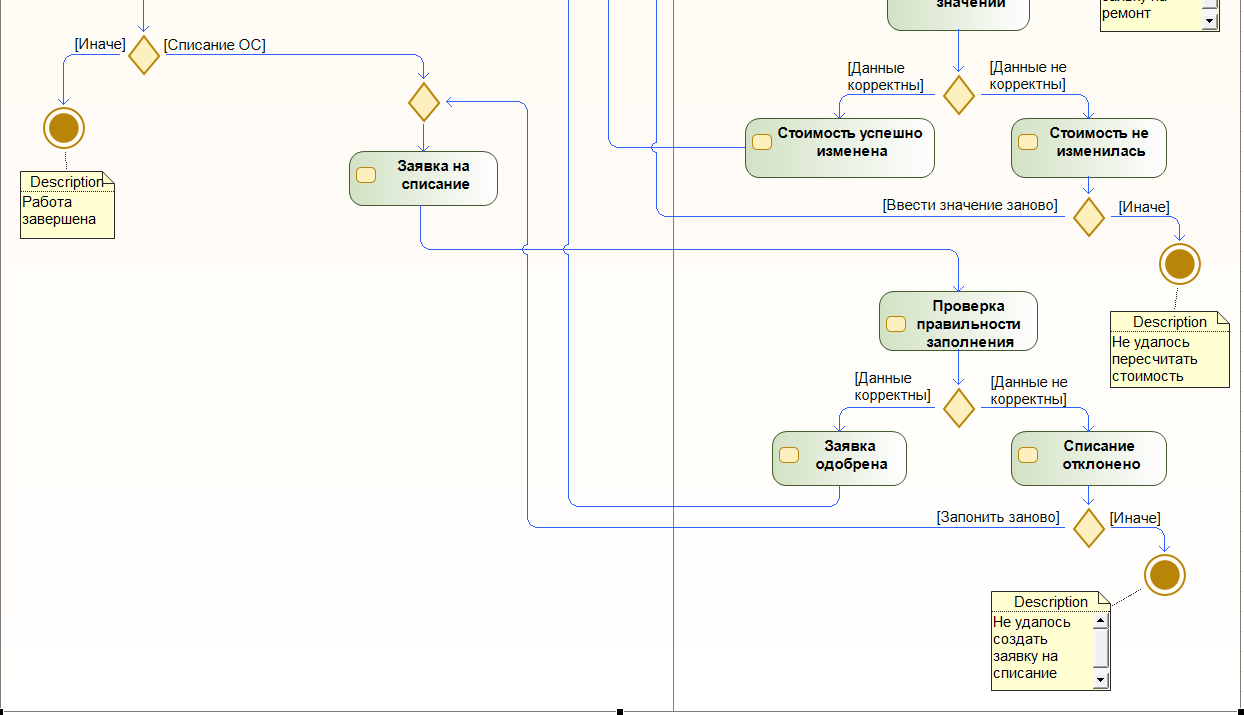 значений
заявку на
ремонт
[Иначе]
[Списание ОС]
[Данные
корректны]
[Данные не
корректны]
Стоимость успешно
изменена
Стоимость не
изменилась
Заявка на
списание
Description
Работа
завершена
[Ввести значение заново]
[Иначе]
Проверка
правильности
заполнения
Description
Не удалось
пересчитать
стоимость
[Данные
корректны]
[Данные не
корректны]
Заявка
одобрена
Списание
отклонено
[Запонить заново]
[Иначе]
Description
Не удалось
создать
заявку на
списание